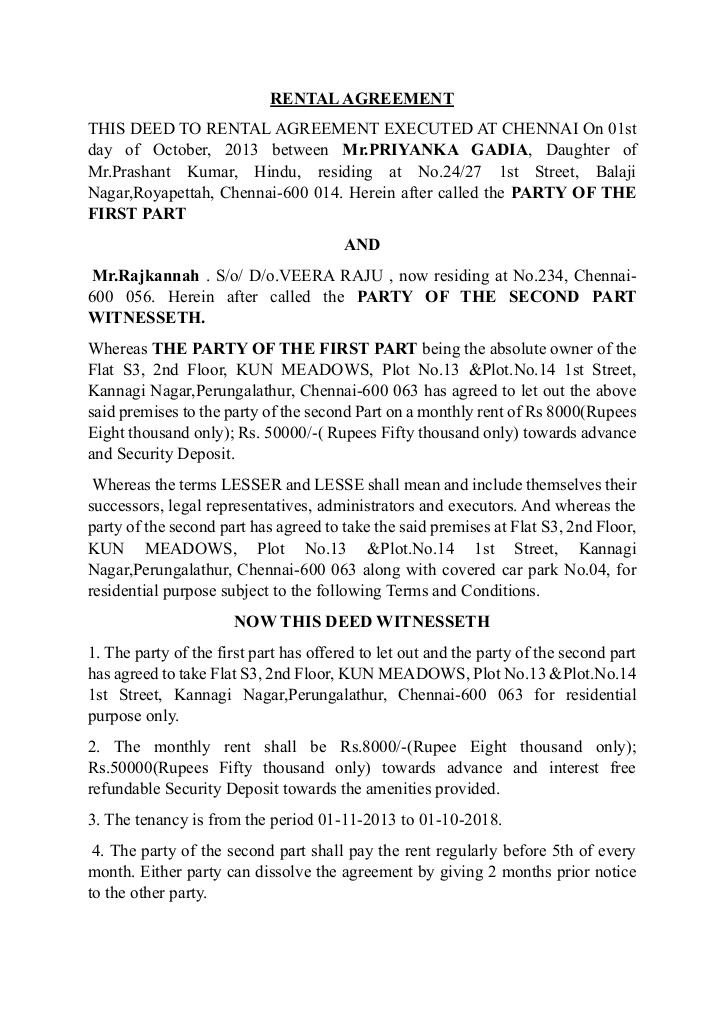 RENTAL AGREEMENT
THIS DEED TO RENTAL AGREEMENT EXECUTED AT CHENNAI On 01st
day of October, 2013 between Mr.PRIYANKA GADIA, Daughter of
Mr.Prashant Kumar, Hindu, residing at No.24/27 1st Street, Balaji
Nagar,Royapettah, Chennai-600 014. Herein after called the PARTY OF THE
FIRST PART
AND
Mr.Rajkannah . S/o/ D/o.VEERA RAJU , now residing at No.234, Chennai-
600 056. Herein after called the PARTY OF THE SECOND PART
WITNESSETH.
Whereas THE PARTY OF THE FIRST PART being the absolute owner of the
Flat S3, 2nd Floor, KUN MEADOWS, Plot No.13 &Plot.No.14 1st Street,
Kannagi Nagar,Perungalathur, Chennai-600 063 has agreed to let out the above
said premises to the party of the second Part on a monthly rent of Rs 8000(Rupees
Eight thousand only); Rs. 50000/-( Rupees Fifty thousand only) towards advance
and Security Deposit.
Whereas the terms LESSER and LESSE shall mean and include themselves their
successors, legal representatives, administrators and executors. And whereas the
party of the second part has agreed to take the said premises at Flat S3, 2nd Floor,
KUN MEADOWS, Plot No.13 &Plot.No.14 1st Street, Kannagi
Nagar,Perungalathur, Chennai-600 063 along with covered car park No.04, for
residential purpose subject to the following Terms and Conditions.
NOW THIS DEED WITNESSETH
1. The party of the first part has offered to let out and the party of the second part
has agreed to take Flat S3, 2nd Floor, KUN MEADOWS, Plot No.13 &Plot.No.14
1st Street, Kannagi Nagar,Perungalathur, Chennai-600 063 for residential
purpose only.
2. The monthly rent shall be Rs.8000/-(Rupee Eight thousand only);
Rs.50000(Rupees Fifty thousand only) towards advance and interest free
refundable Security Deposit towards the amenities provided.
3. The tenancy is from the period 01-11-2013 to 01-10-2018.
4. The party of the second part shall pay the rent regularly before 5th of every
month. Either party can dissolve the agreement by giving 2 months prior notice
to the other party.